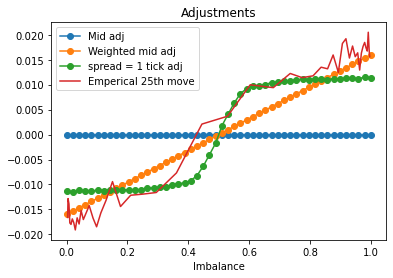 Adjustments
Mid adj
Weighted mid adj
spread = 1 tick adj
Emperical 25th move
0.020
0.015
0.010
0.005
0.000
−0.005
−0.010
−0.015
−0.020
0.0 0.2 0.4 0.6 0.8 1.0
Imbalance